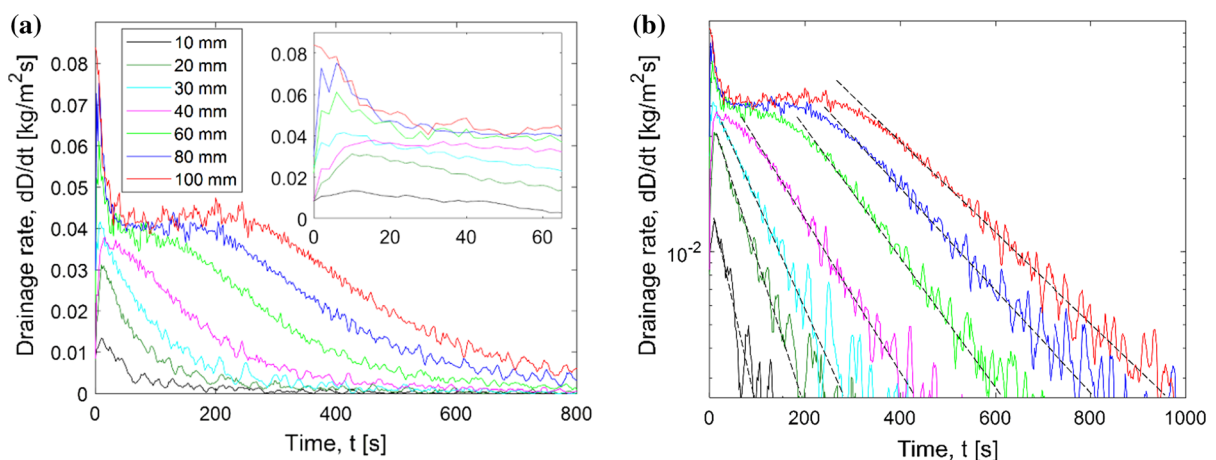 (a)
Drainage rate, dD/dt [kg/m²s]
0.08
0.07
0.06
0.05
0.04
0.03
0.02
0.01
0
0 200 400 600 800
Time, t [s]
10 mm
20 mm
30 mm
40 mm
60 mm
80 mm
100 mm
0.08
0.06
0.04
0.02
0
0 20 40 60
(b)
Drainage rate, dD/dt [kg/m²s]
10⁻²
0 200 400 600 800 1000
Time, t [s]